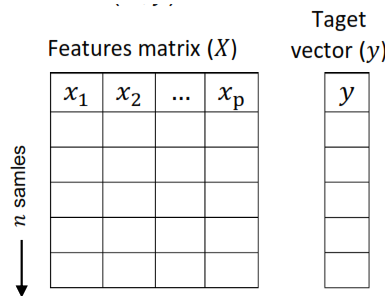 Taget
Features matrix (X)
vector (y)
x₁ x₂ ... xₚ
y
n samles